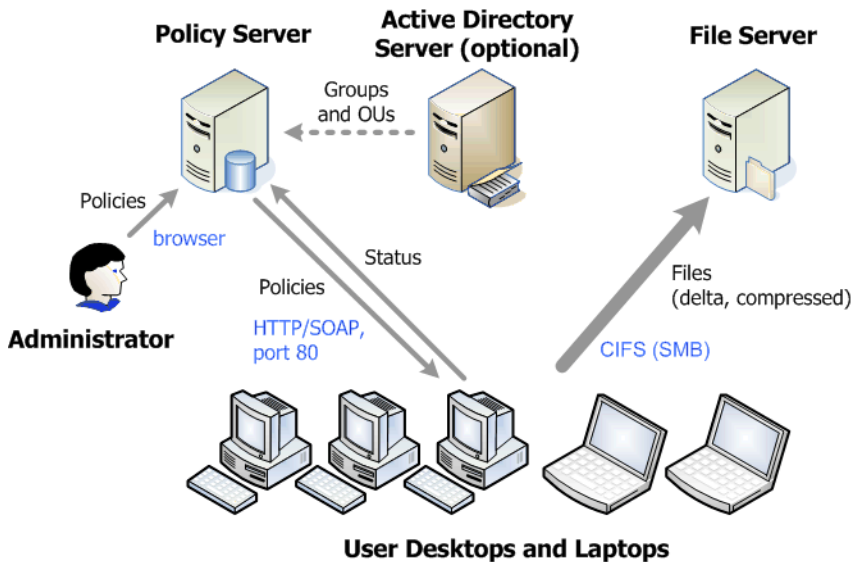 Policy Server
Active Directory
Server (optional)
File Server
Groups
and OUs
Policies
browser
Administrator
Status
Policies
HTTP/SOAP,
port 80
Files
(delta, compressed)
CIFS (SMB)
User Desktops and Laptops